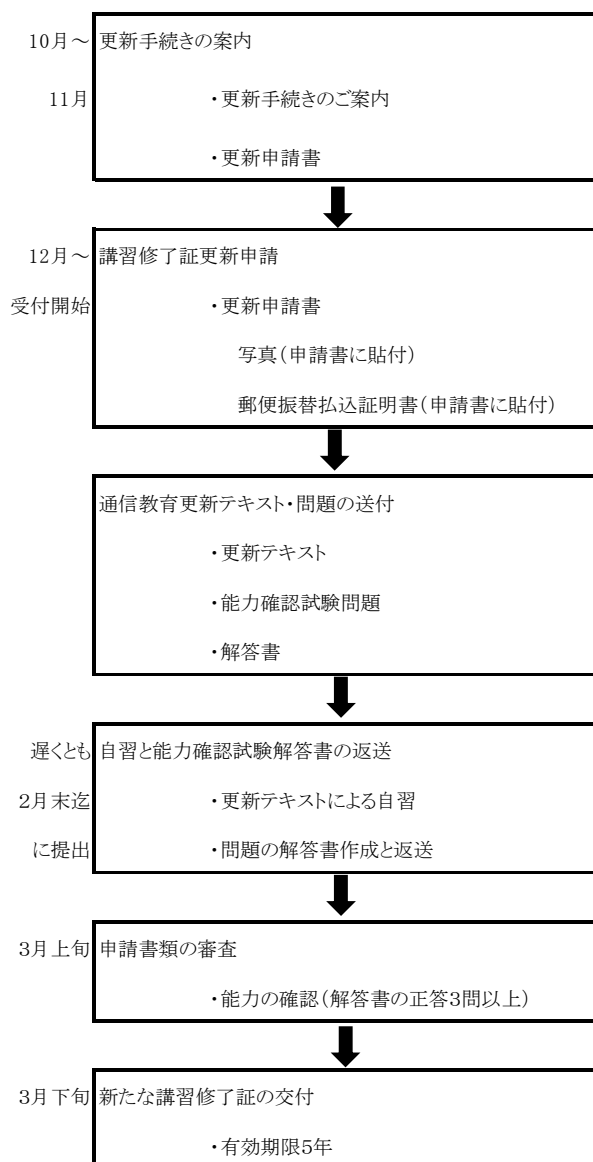 10月～ 更新手続きの案内
11月 ・更新手続きのご案内
・更新申請書
12月～ 講習修了証更新申請
受付開始 ・更新申請書
写真（申請書に貼付）
郵便振替払込証明書（申請書に貼付）
通信教育更新テキスト・問題の送付
・更新テキスト
・能力確認試験問題
・解答書
遅くとも 自習と能力確認試験解答書の返送
2月末迄 ・更新テキストによる自習
に提出 ・問題の解答書作成と返送
3月上旬 申請書類の審査
・能力の確認（解答書の正答3問以上）
3月下旬 新たな講習修了証の交付
・有効期限5年